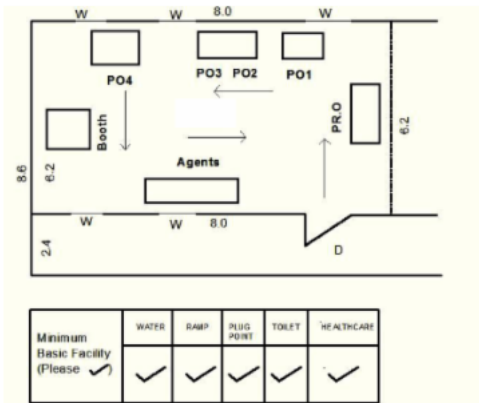 W W 8.0 W
PO4 PO3 PO2 PO1
Booth
PR.O
6.2
8.6
6.2
Agents
W W 8.0
2.4
D
Minimum
Basic Facility
(Please ✓)
WATER RAMP PLUG POINT TOILET HEALTHCARE
✓ ✓ ✓ ✓ ✓